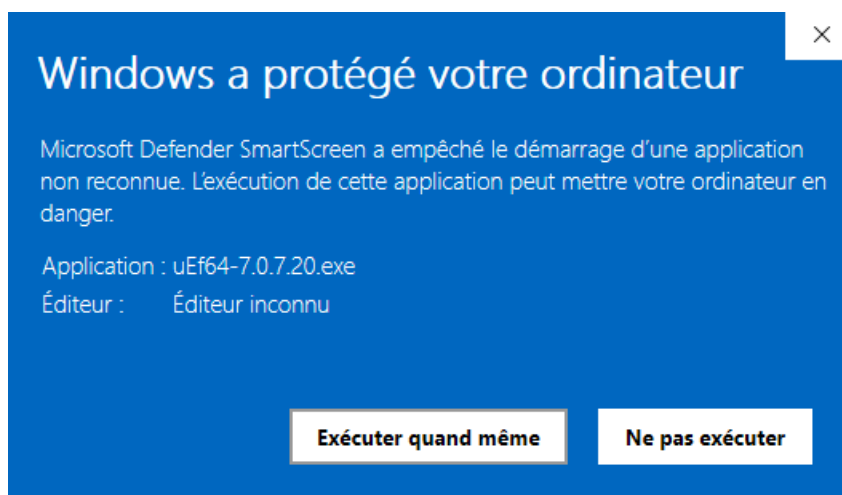 Windows a protégé votre ordinateur
Microsoft Defender SmartScreen a empêché le démarrage d’une application
non reconnue. L’exécution de cette application peut mettre votre ordinateur en
danger.
Application : uEf64-7.0.7.20.exe
Éditeur : Éditeur inconnu
Exécuter quand même Ne pas exécuter